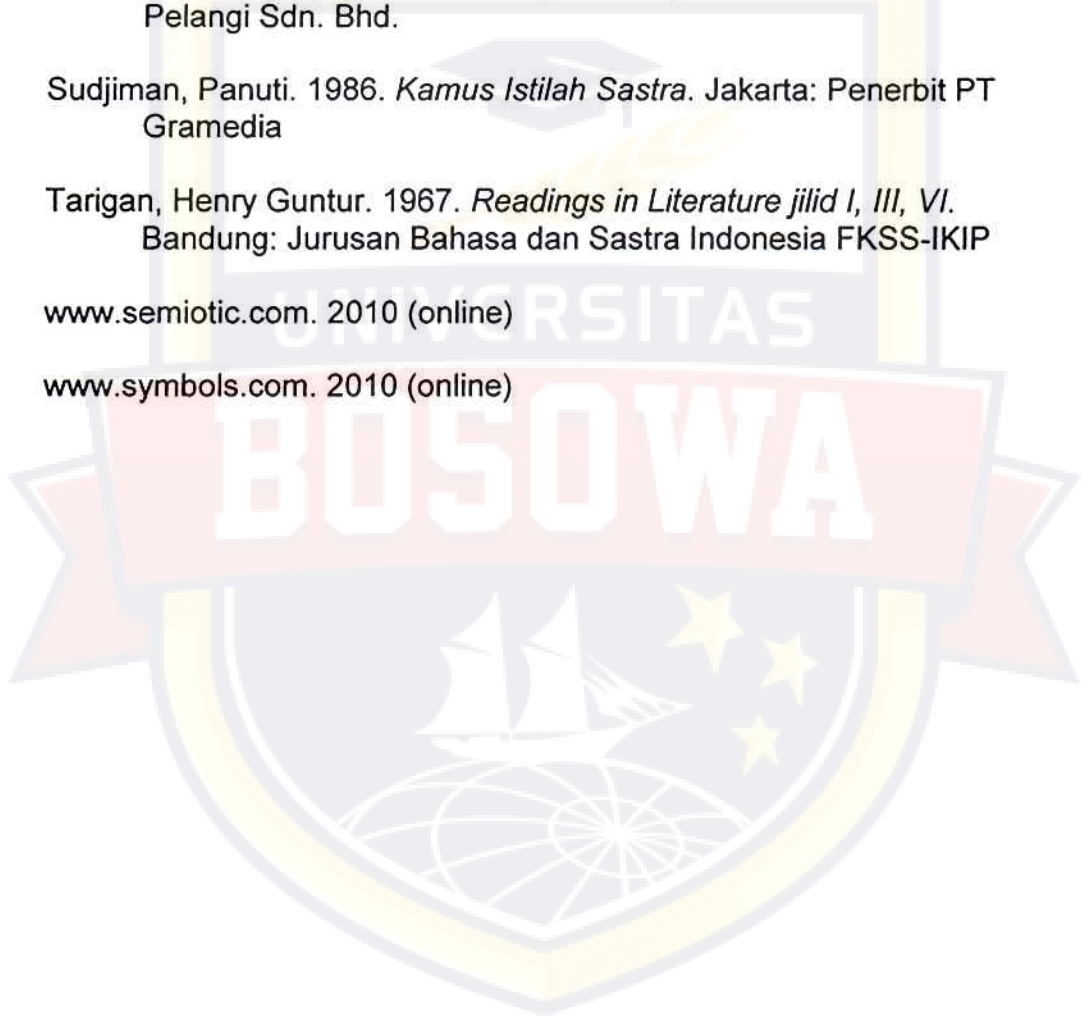 Pelangi Sdn. Bhd.
Sudjiman, Panuti. 1986. Kamus Istilah Sastra. Jakarta: Penerbit PT
Gramedia
Tarigan, Henry Guntur. 1967. Readings in Literature jilid I, III, VI.
Bandung: Jurusan Bahasa dan Sastra Indonesia FKSS-IKIP
www.semiotic.com. 2010 (online)
UNIVERSITAS
www.symbols.com. 2010 (online)
BOSOWA